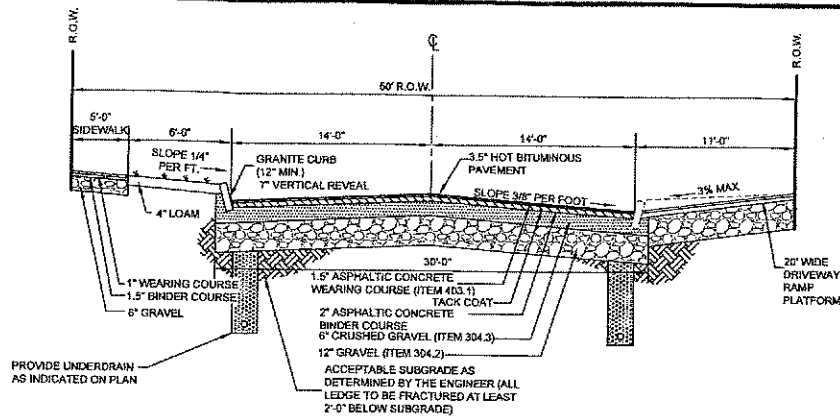 R.O.W.
℄
R.O.W.
50' R.O.W.
5'-0"
SIDEWALK
6'-0"
14'-0"
14'-0"
11'-0"
SLOPE 1/4"
PER FT.
GRANITE CURB
(12" MIN.)
7" VERTICAL REVEAL
3.5" HOT BITUMINOUS
PAVEMENT
SLOPE 3/8" PER FOOT
3% MAX
4" LOAM
30'-0"
1" WEARING COURSE
1.5" BINDER COURSE
6" GRAVEL
1.5" ASPHALTIC CONCRETE
WEARING COURSE (ITEM 403.1)
TACK COAT
2" ASPHALTIC CONCRETE
BINDER COURSE
6" CRUSHED GRAVEL (ITEM 304.3)
12" GRAVEL (ITEM 304.2)
20' WIDE
DRIVEWAY
RAMP
PLATFORM
PROVIDE UNDERDRAIN
AS INDICATED ON PLAN
ACCEPTABLE SUBGRADE AS
DETERMINED BY THE ENGINEER (ALL
LEDGE TO BE FRACTURED AT LEAST
2'-0" BELOW SUBGRADE)